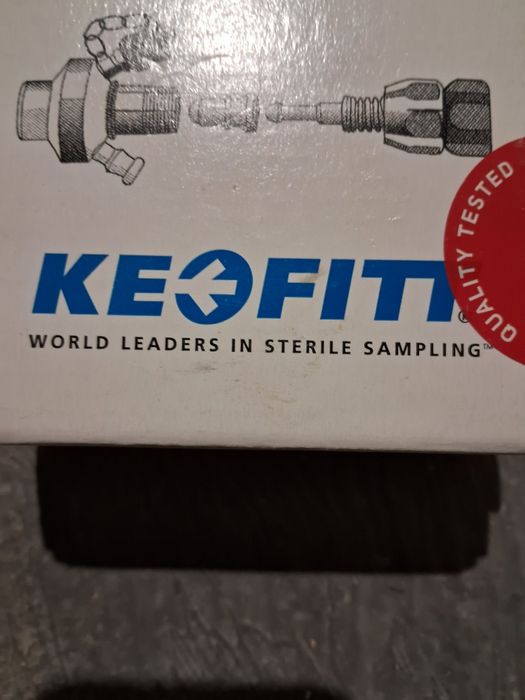 QUALITY TESTED
KEOFITT®
WORLD LEADERS IN STERILE SAMPLING™